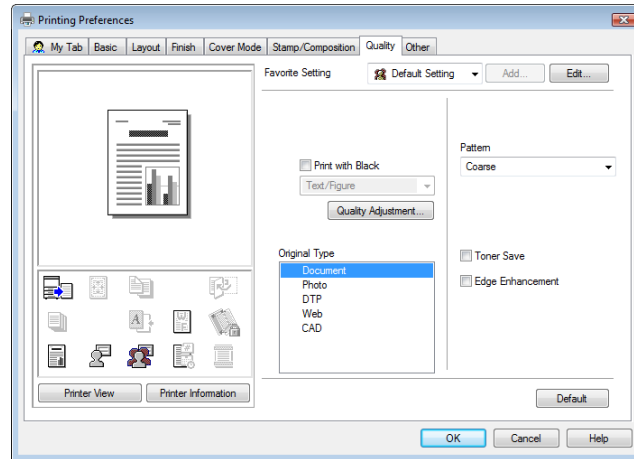 Printing Preferences
My Tab Basic Layout Finish Cover Mode Stamp/Composition Quality Other
Favorite Setting Default Setting Add... Edit...
Pattern
Print with Black Coarse
Text/Figure
Quality Adjustment...
Original Type Toner Save
Document
Photo Edge Enhancement
DTP
Web
CAD
Printer View Printer Information Default
OK Cancel Help